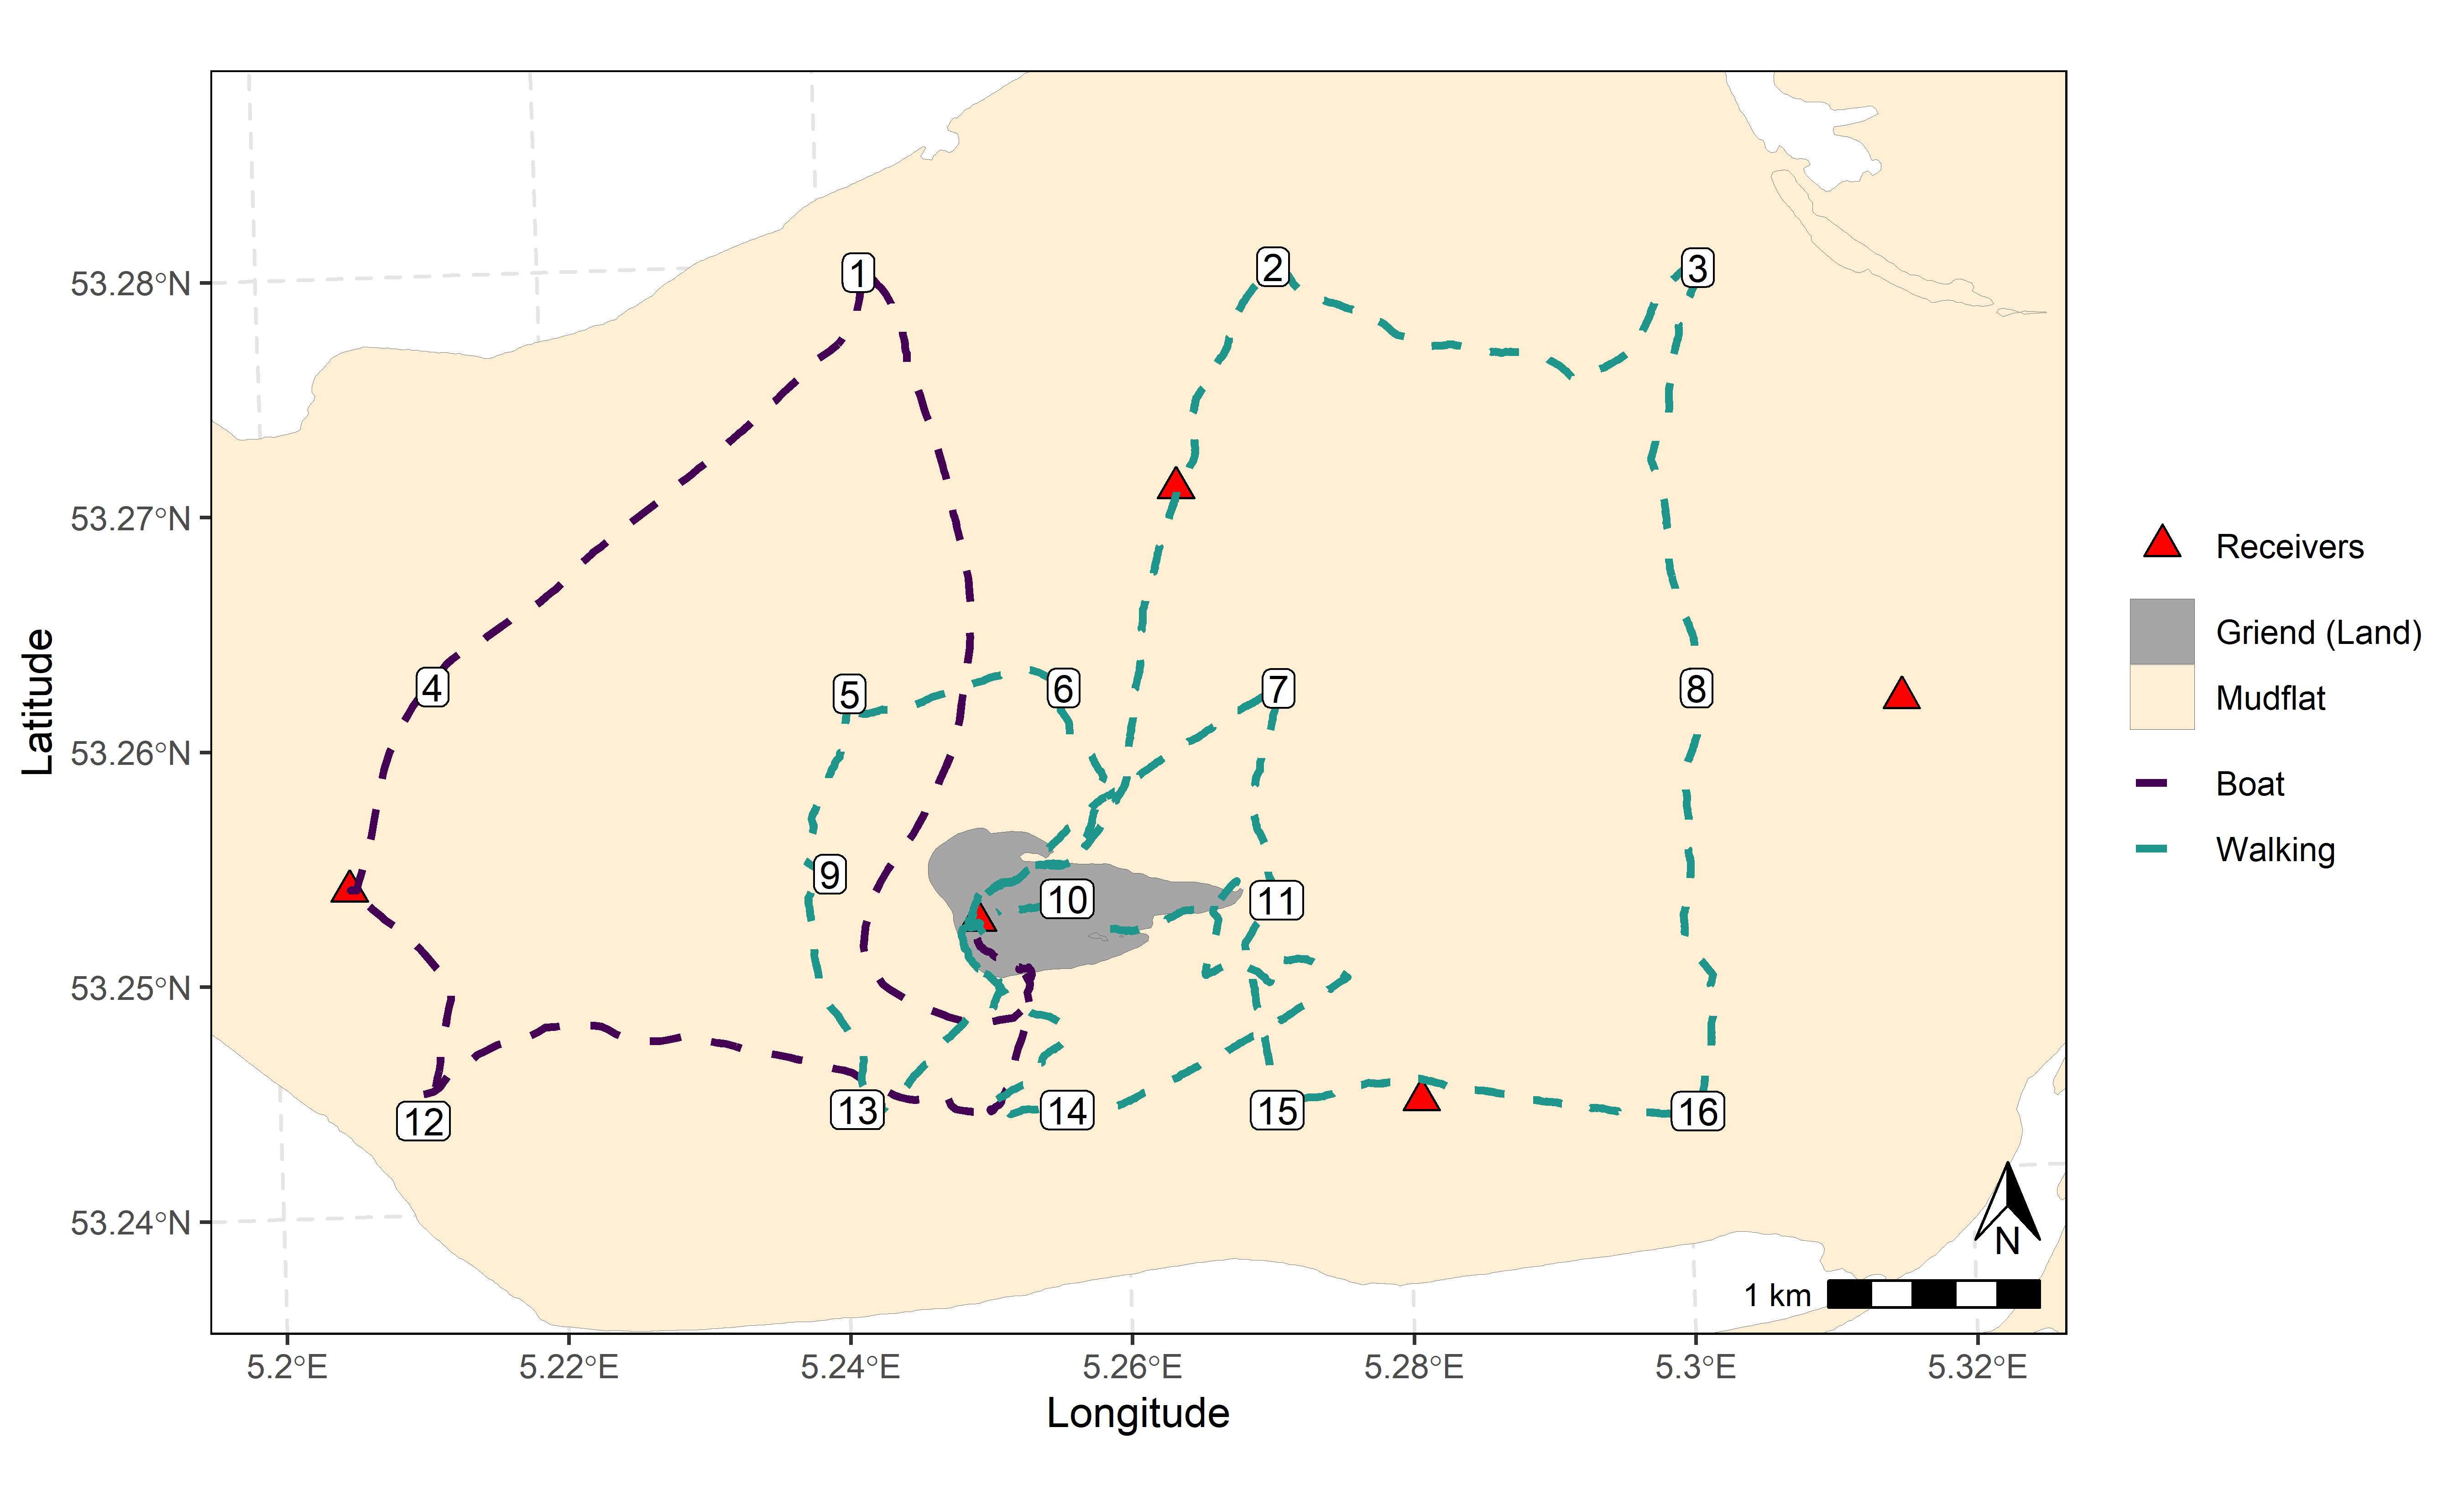 53.28°N
53.27°N
53.26°N
53.25°N
53.24°N
Latitude
1
2
3
4
5
6
7
8
9
10
11
12
13
14
15
16
N
1 km
5.2°E
5.22°E
5.24°E
5.26°E
5.28°E
5.3°E
5.32°E
Longitude
Receivers
Griend (Land)
Mudflat
Boat
Walking